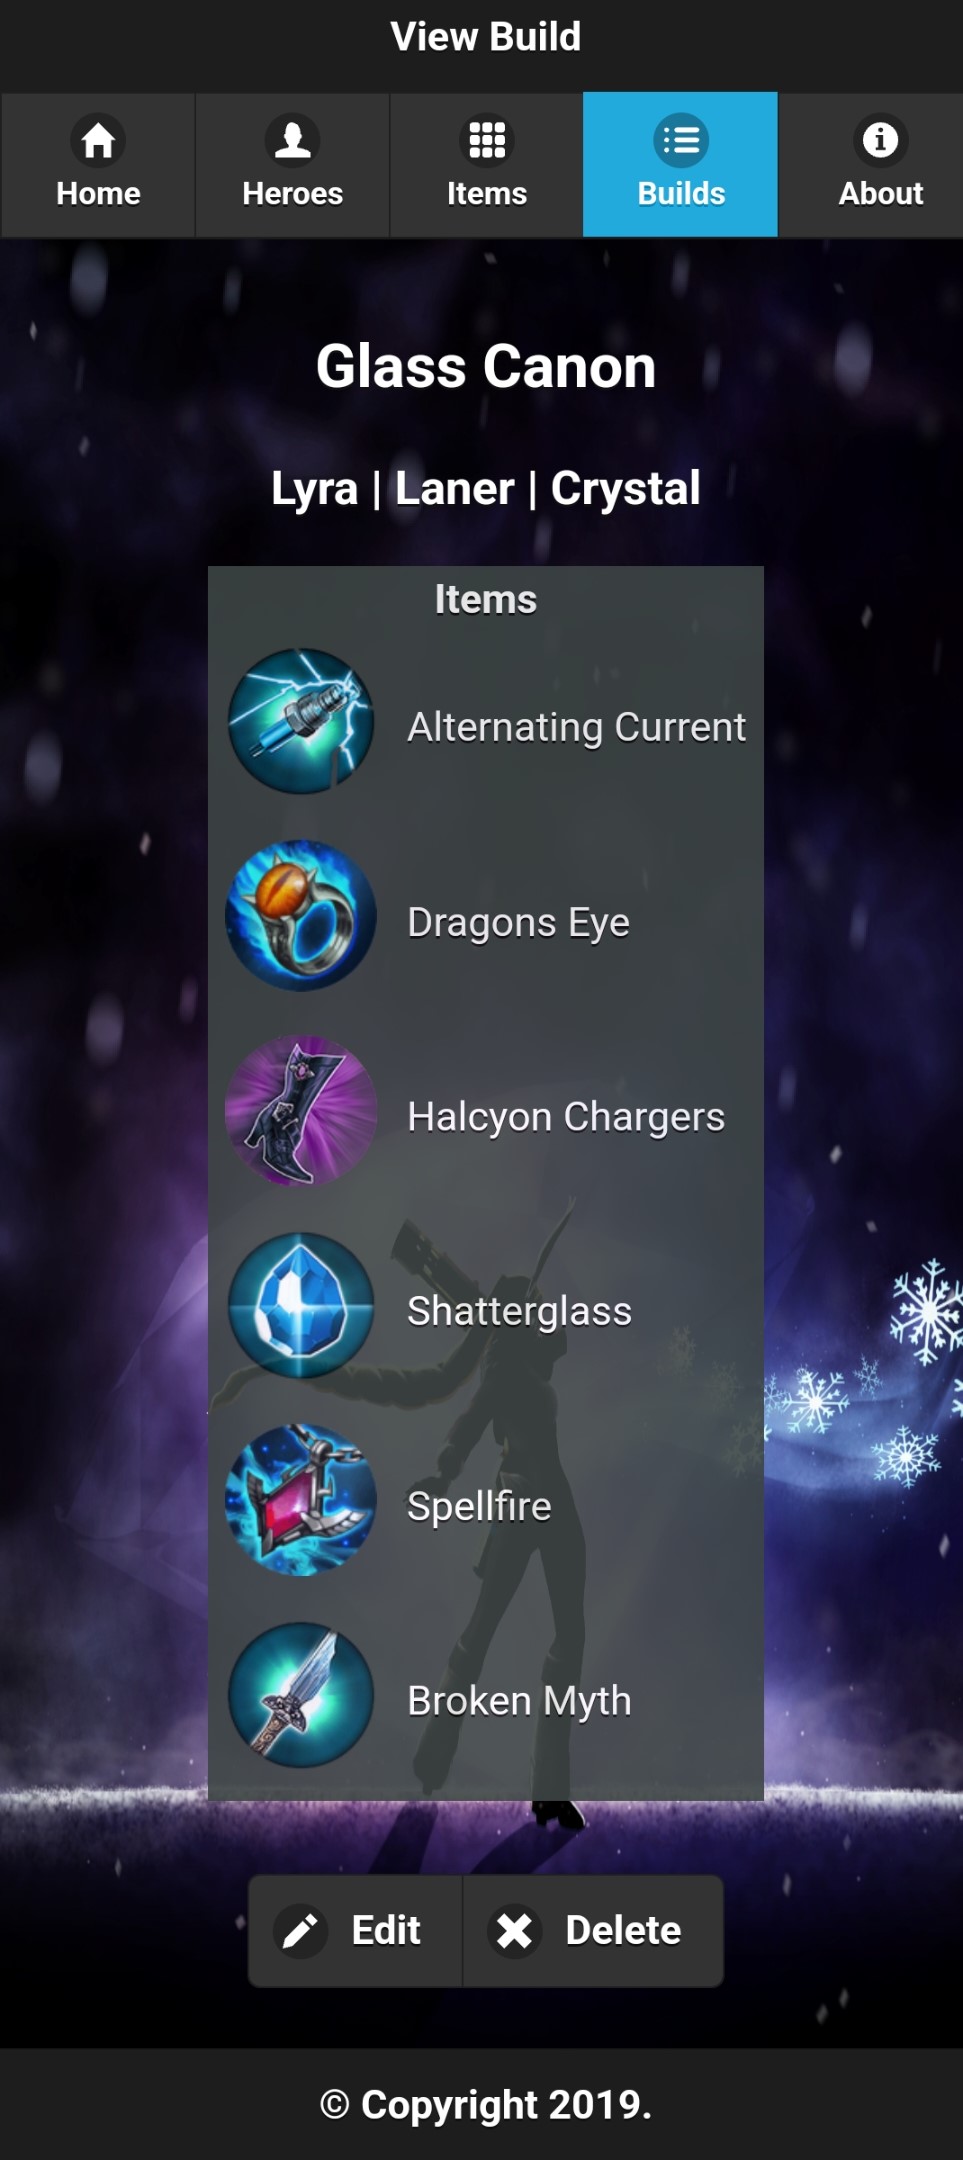 View Build
Home Heroes Items Builds About
Glass Canon
Lyra | Laner | Crystal
Items
Alternating Current
Dragons Eye
Halcyon Chargers
Shatterglass
Spellfire
Broken Myth
Edit Delete
© Copyright 2019.